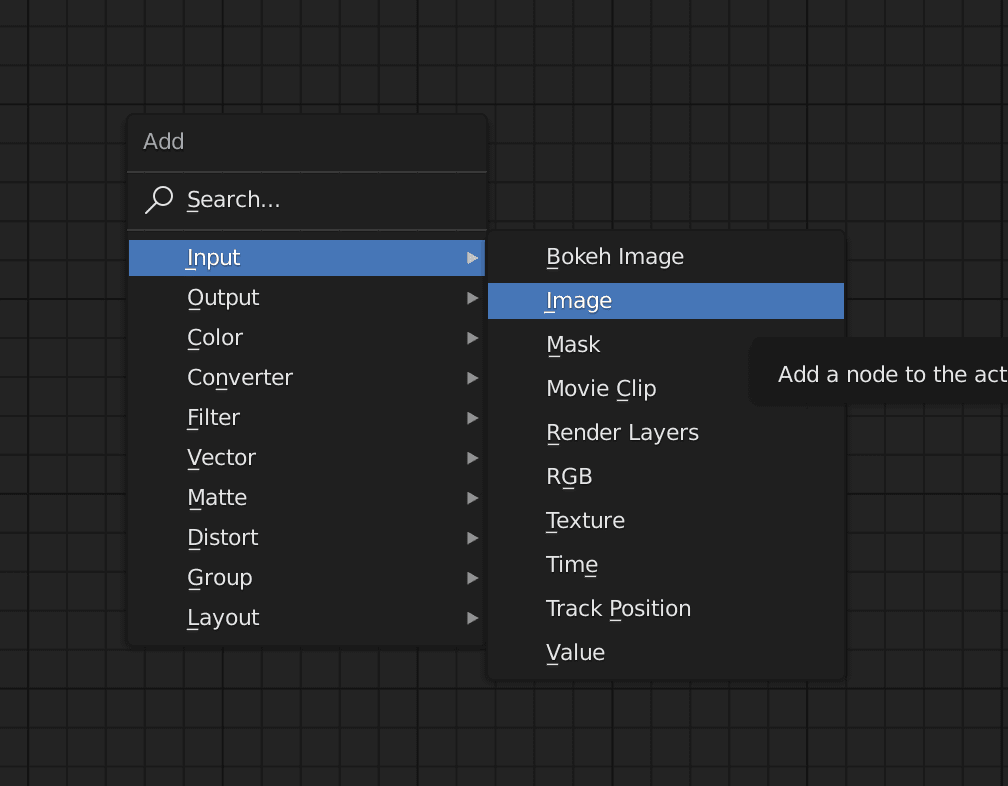 Add
Search...
Input
Output
Color
Converter
Filter
Vector
Matte
Distort
Group
Layout
Bokeh Image
Image
Mask
Movie Clip
Render Layers
RGB
Texture
Time
Track Position
Value
Add a node to the act